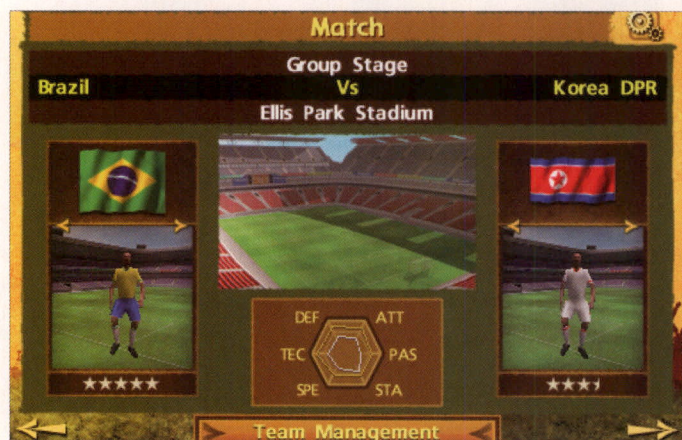 Match
Group Stage
Brazil Vs Korea DPR
Ellis Park Stadium
DEF ATT
TEC PAS
SPE STA
Team Management